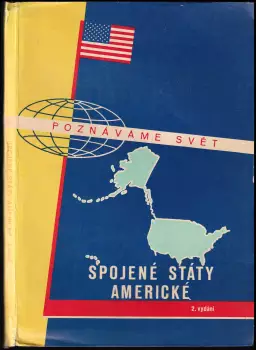 POZNÁVÁME SVĚT
SPOJENÉ STÁTY
AMERICKÉ
2. vydání